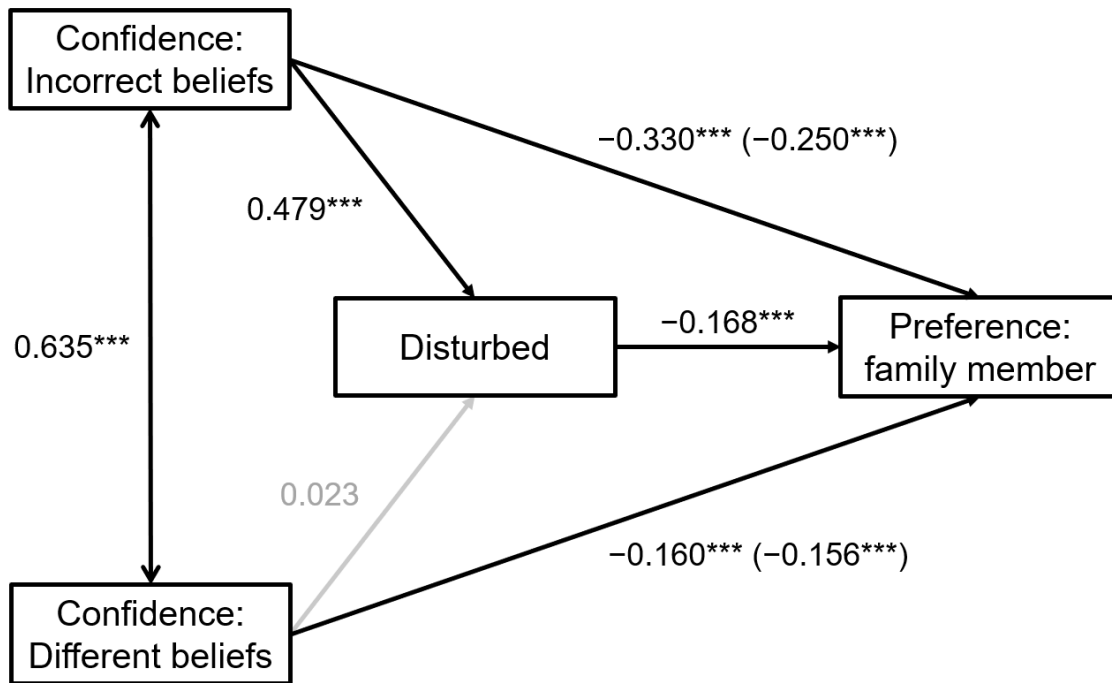 Confidence:
Incorrect beliefs
−0.330*** (−0.250***)
0.479***
0.635***
Disturbed
−0.168***
Preference:
family member
0.023
−0.160*** (−0.156***)
Confidence:
Different beliefs